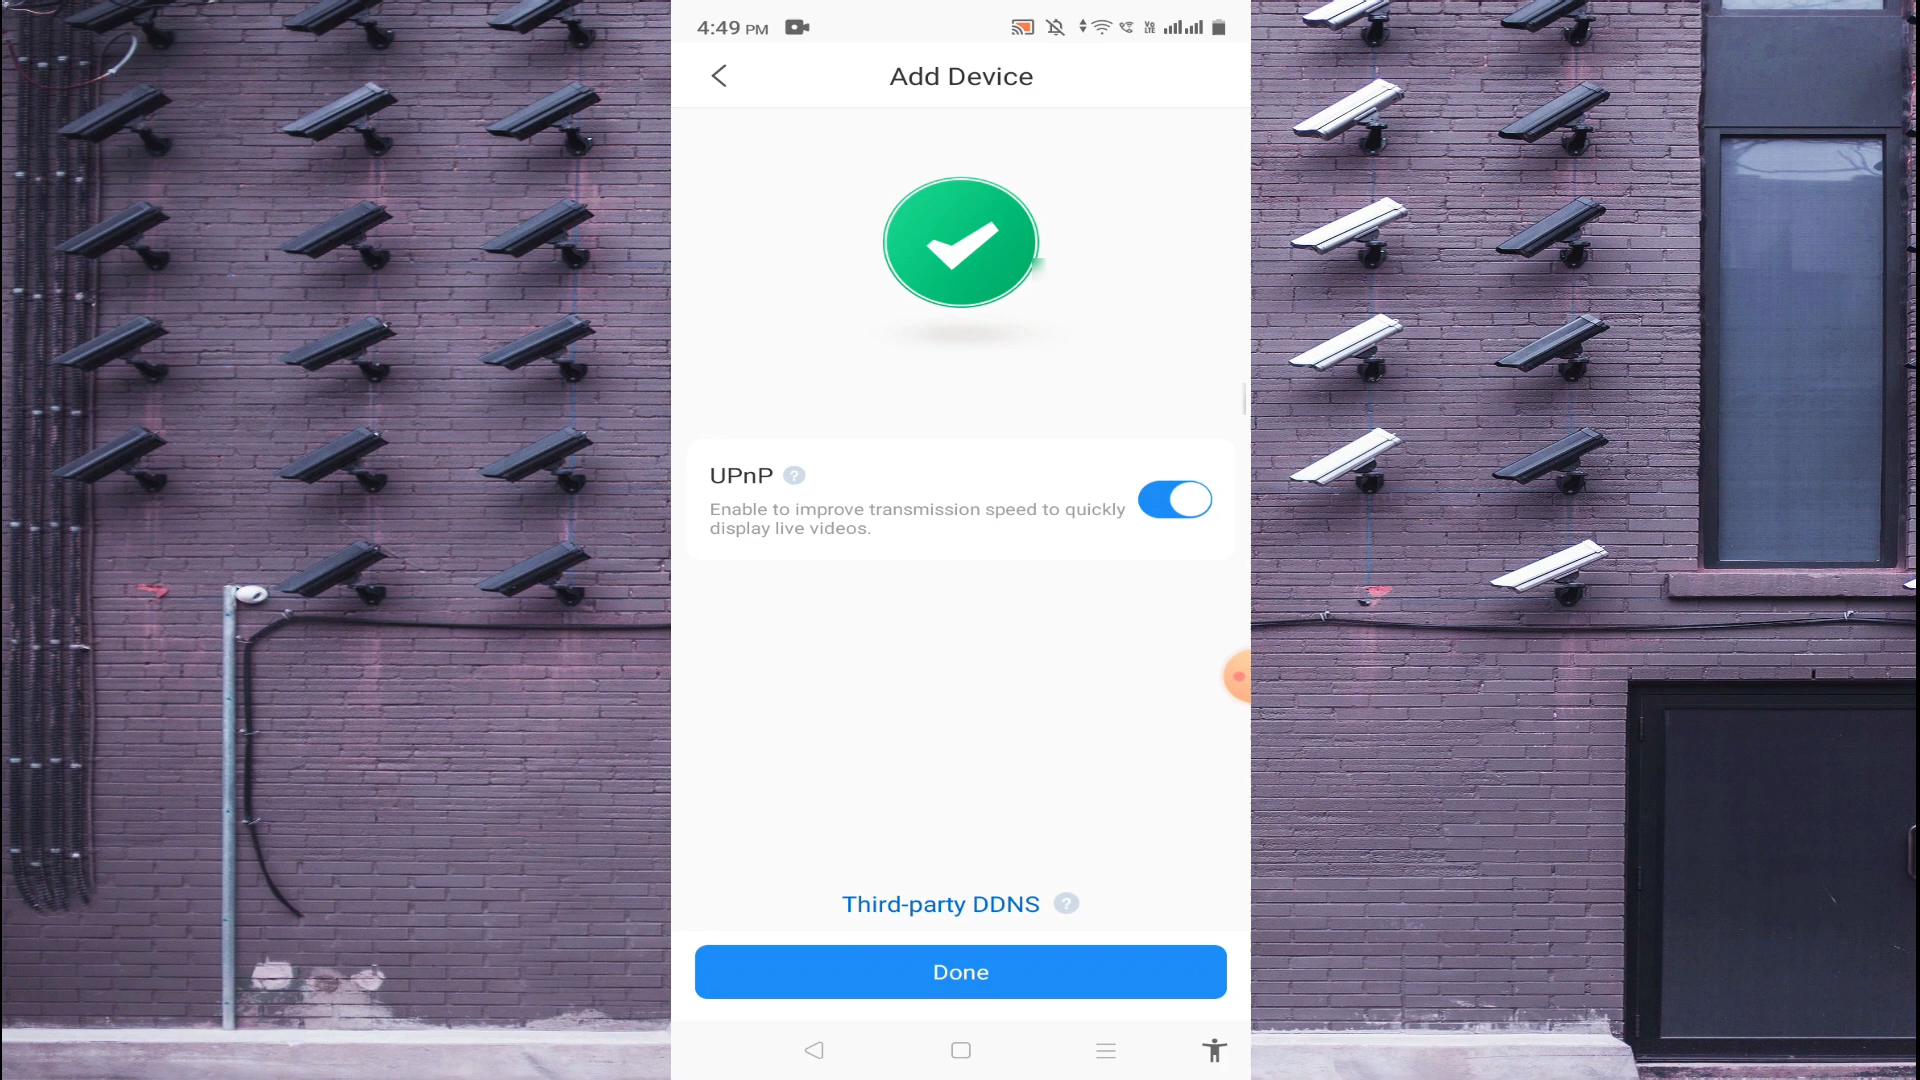 4:49 PM
Add Device
UPnP ?
Enable to improve transmission speed to quickly
display live videos.
Third-party DDNS ?
Done